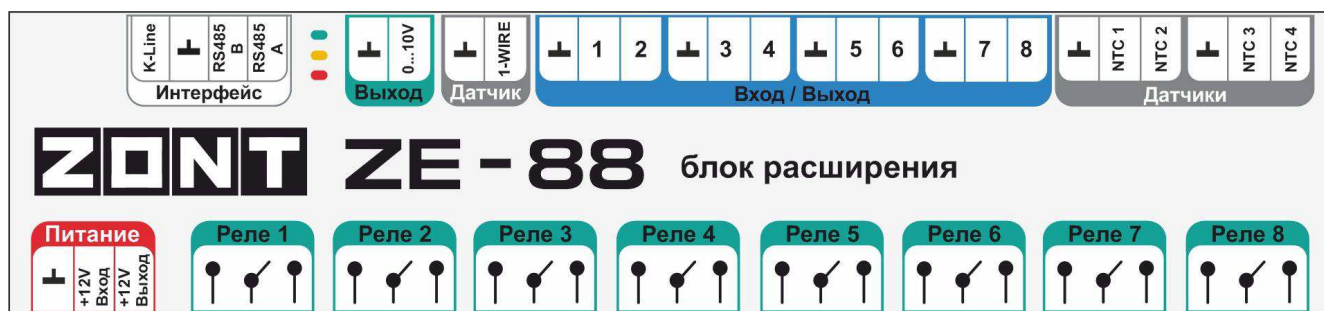 K-Line
RS485 B
RS485 A
Интерфейс
0...10V
Выход
1-WIRE
Датчик
1 2 3 4 5 6 7 8
Вход / Выход
NTC 1
NTC 2
NTC 3
NTC 4
Датчики
ZONT ZE-88 блок расширения
Питание
+12V Вход
+12V Выход
Реле 1
Реле 2
Реле 3
Реле 4
Реле 5
Реле 6
Реле 7
Реле 8